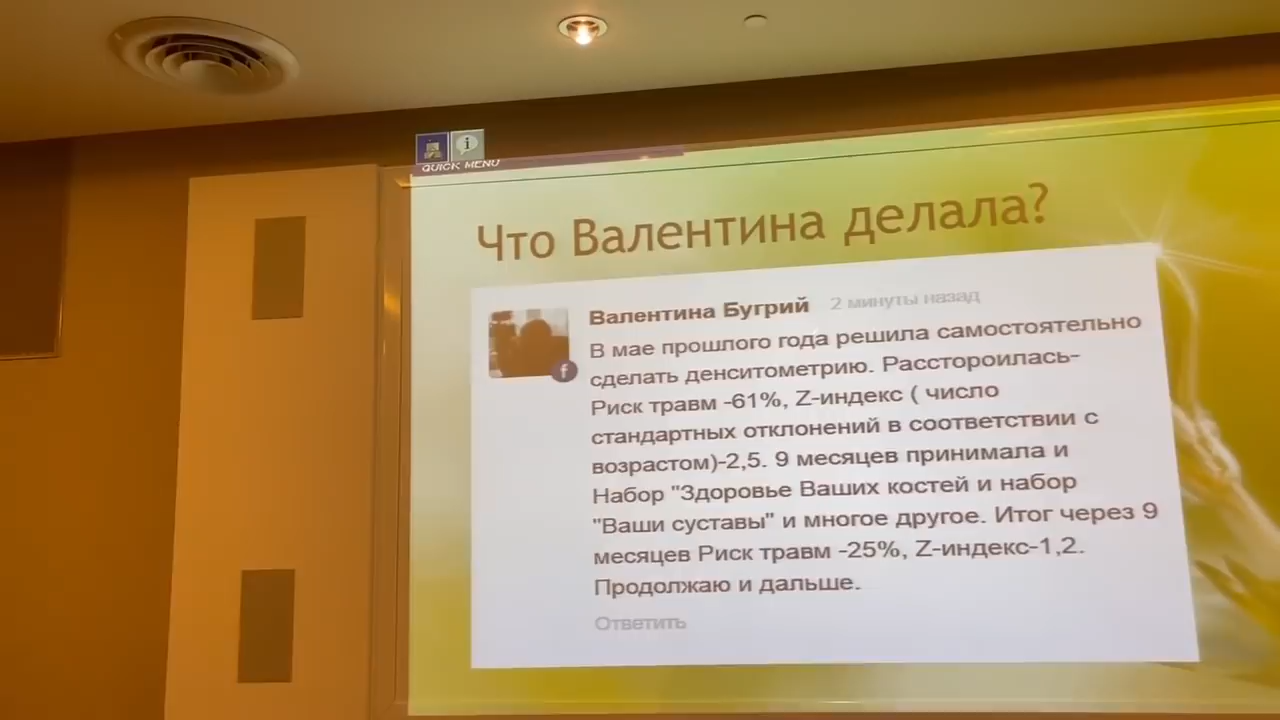 QUICK MENU
Что Валентина делала?
Валентина Бугрий 2 минуты назад
В мае прошлого года решила самостоятельно
сделать денситометрию. Расстороилась-
Риск травм -61%, Z-индекс ( число
стандартных отклонений в соответствии с
возрастом)-2,5. 9 месяцев принимала и
Набор "Здоровье Ваших костей и набор
"Ваши суставы" и многое другое. Итог через 9
месяцев Риск травм -25%, Z-индекс-1,2.
Продолжаю и дальше.
Ответить